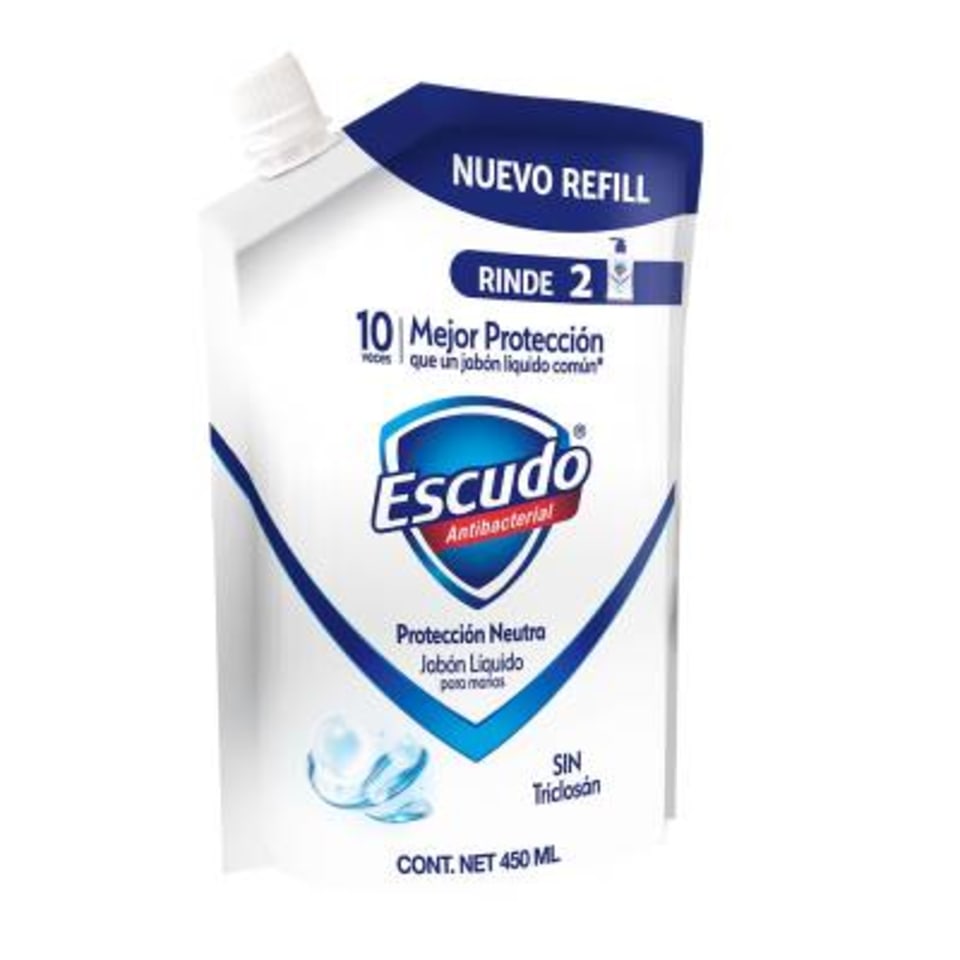 NUEVO REFILL
RINDE 2
10 veces
Mejor Protección
que un jabón líquido común*
Escudo®
Antibacterial
Protección Neutra
Jabón Líquido
para manos
SIN
Triclosán
CONT. NET 450 ML